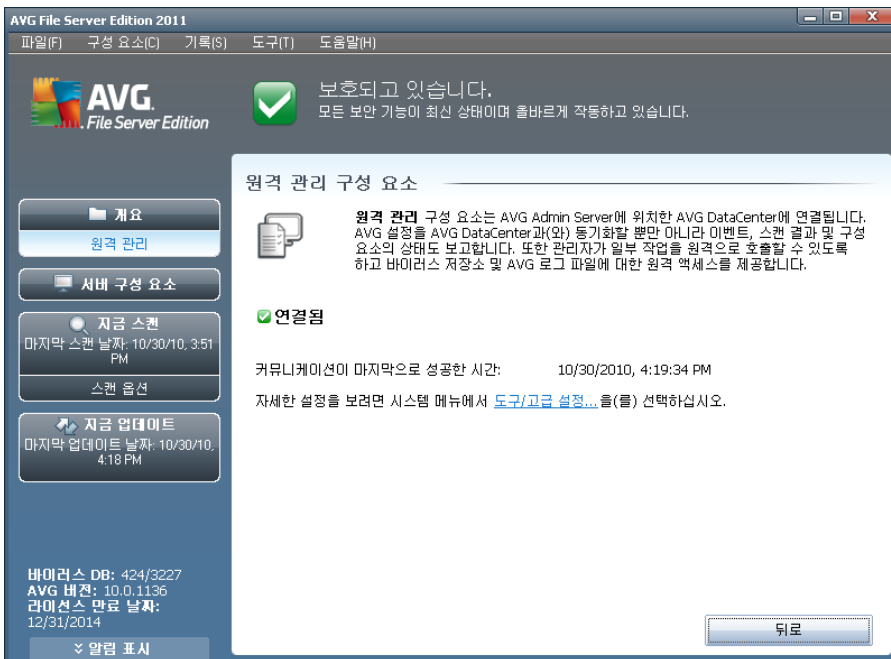 AVG File Server Edition 2011
파일(F) 구성 요소(C) 기록(S) 도구(T) 도움말(H)
AVG.
File Server Edition
보호되고 있습니다.
모든 보안 기능이 최신 상태이며 올바르게 작동하고 있습니다.
개요
원격 관리
서버 구성 요소
지금 스캔
마지막 스캔 날짜: 10/30/10, 3:51
PM
스캔 옵션
지금 업데이트
마지막 업데이트 날짜: 10/30/10,
4:18 PM
바이러스 DB: 424/3227
AVG 버전: 10.0.1136
라이선스 만료 날짜:
12/31/2014
알림 표시
원격 관리 구성 요소
원격 관리 구성 요소는 AVG Admin Server에 위치한 AVG DataCenter에 연결됩니다.
AVG 설정을 AVG DataCenter과(와) 동기화할 뿐만 아니라 이벤트, 스캔 결과 및 구성
요소의 상태도 보고합니다. 또한 관리자가 일부 작업을 원격으로 호출할 수 있도록
하고 바이러스 저장소 및 AVG 로그 파일에 대한 원격 액세스를 제공합니다.
연결됨
커뮤니케이션이 마지막으로 성공한 시간: 10/30/2010, 4:19:34 PM
자세한 설정을 보려면 시스템 메뉴에서 도구/고급 설정...을(를) 선택하십시오.
뒤로